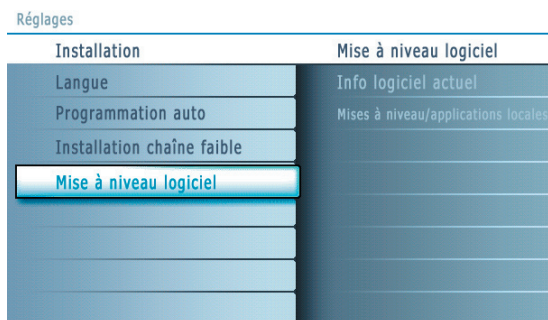 Réglages
Installation
Langue
Programmation auto
Installation chaîne faible
Mise à niveau logiciel
Mise à niveau logiciel
Info logiciel actuel
Mises à niveau/applications locales